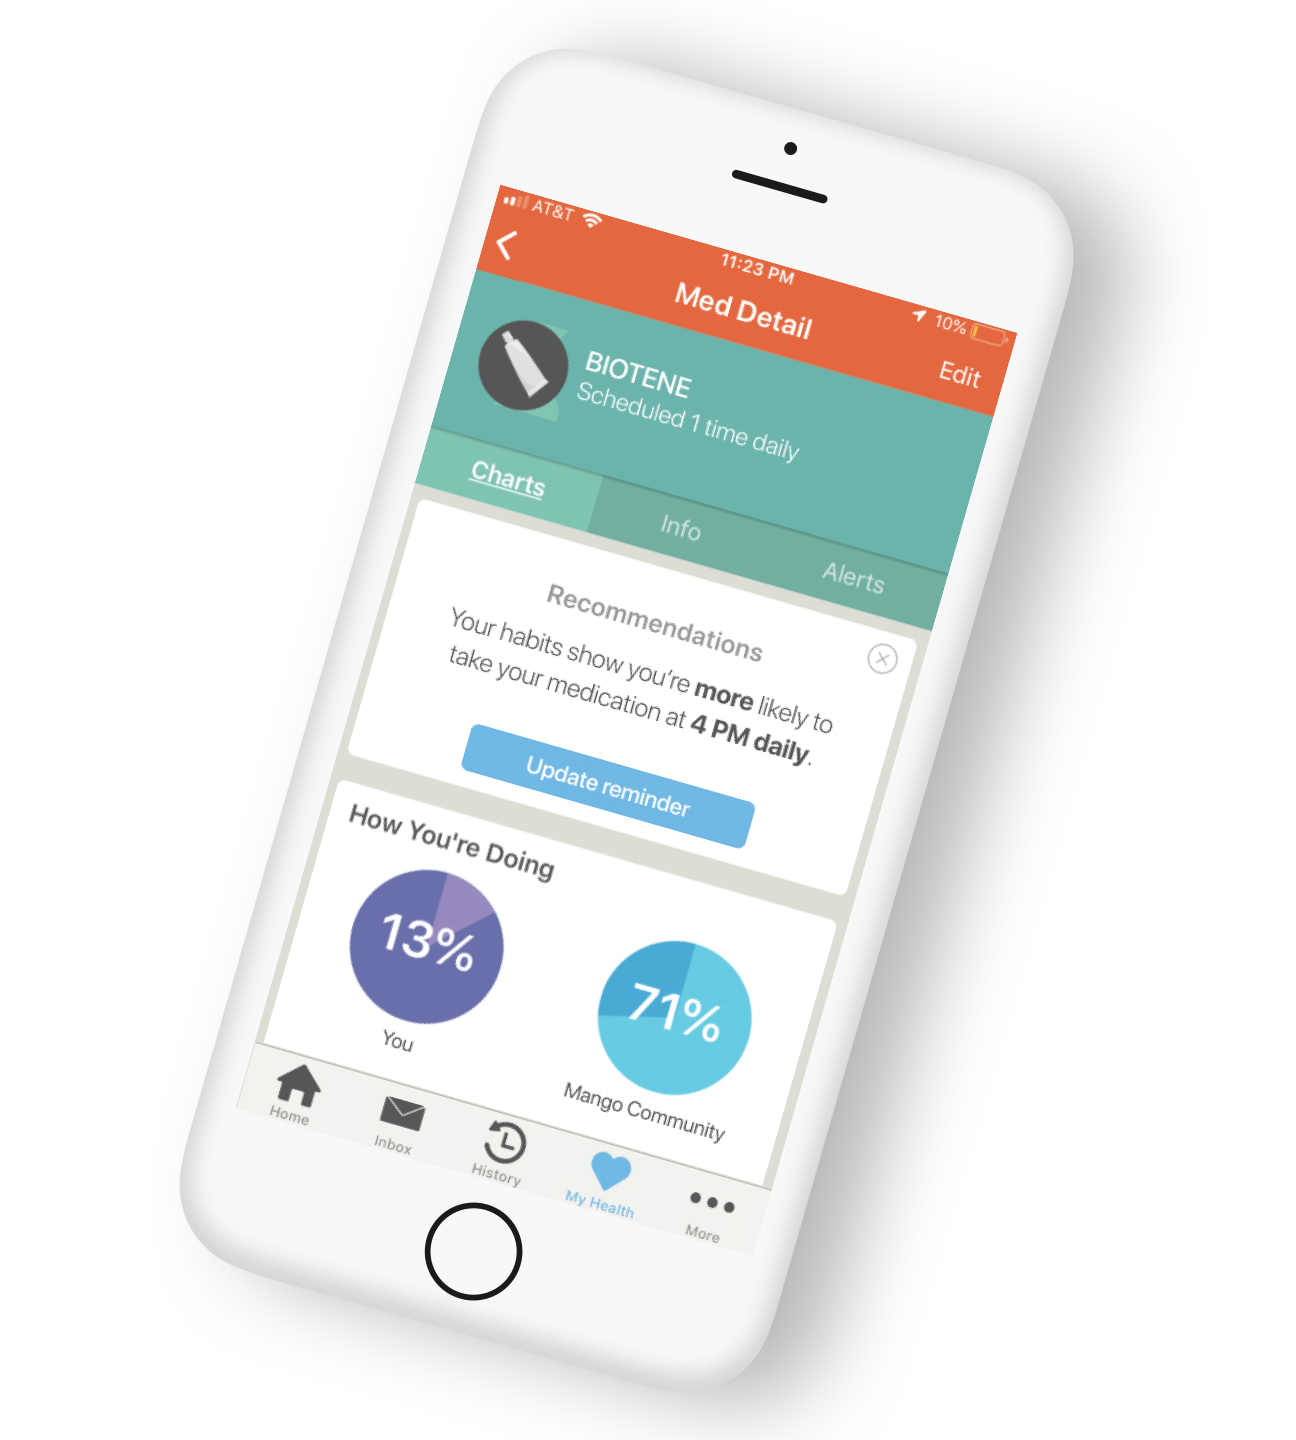 AT&T
11:23 PM
10%
Med Detail
Edit
BIOTENE
Scheduled 1 time daily
Charts
Info
Alerts
Recommendations
Your habits show you're more likely to
take your medication at 4 PM daily.
Update reminder
How You're Doing
13%
71%
You
Mango Community
Home
Inbox
History
My Health
More